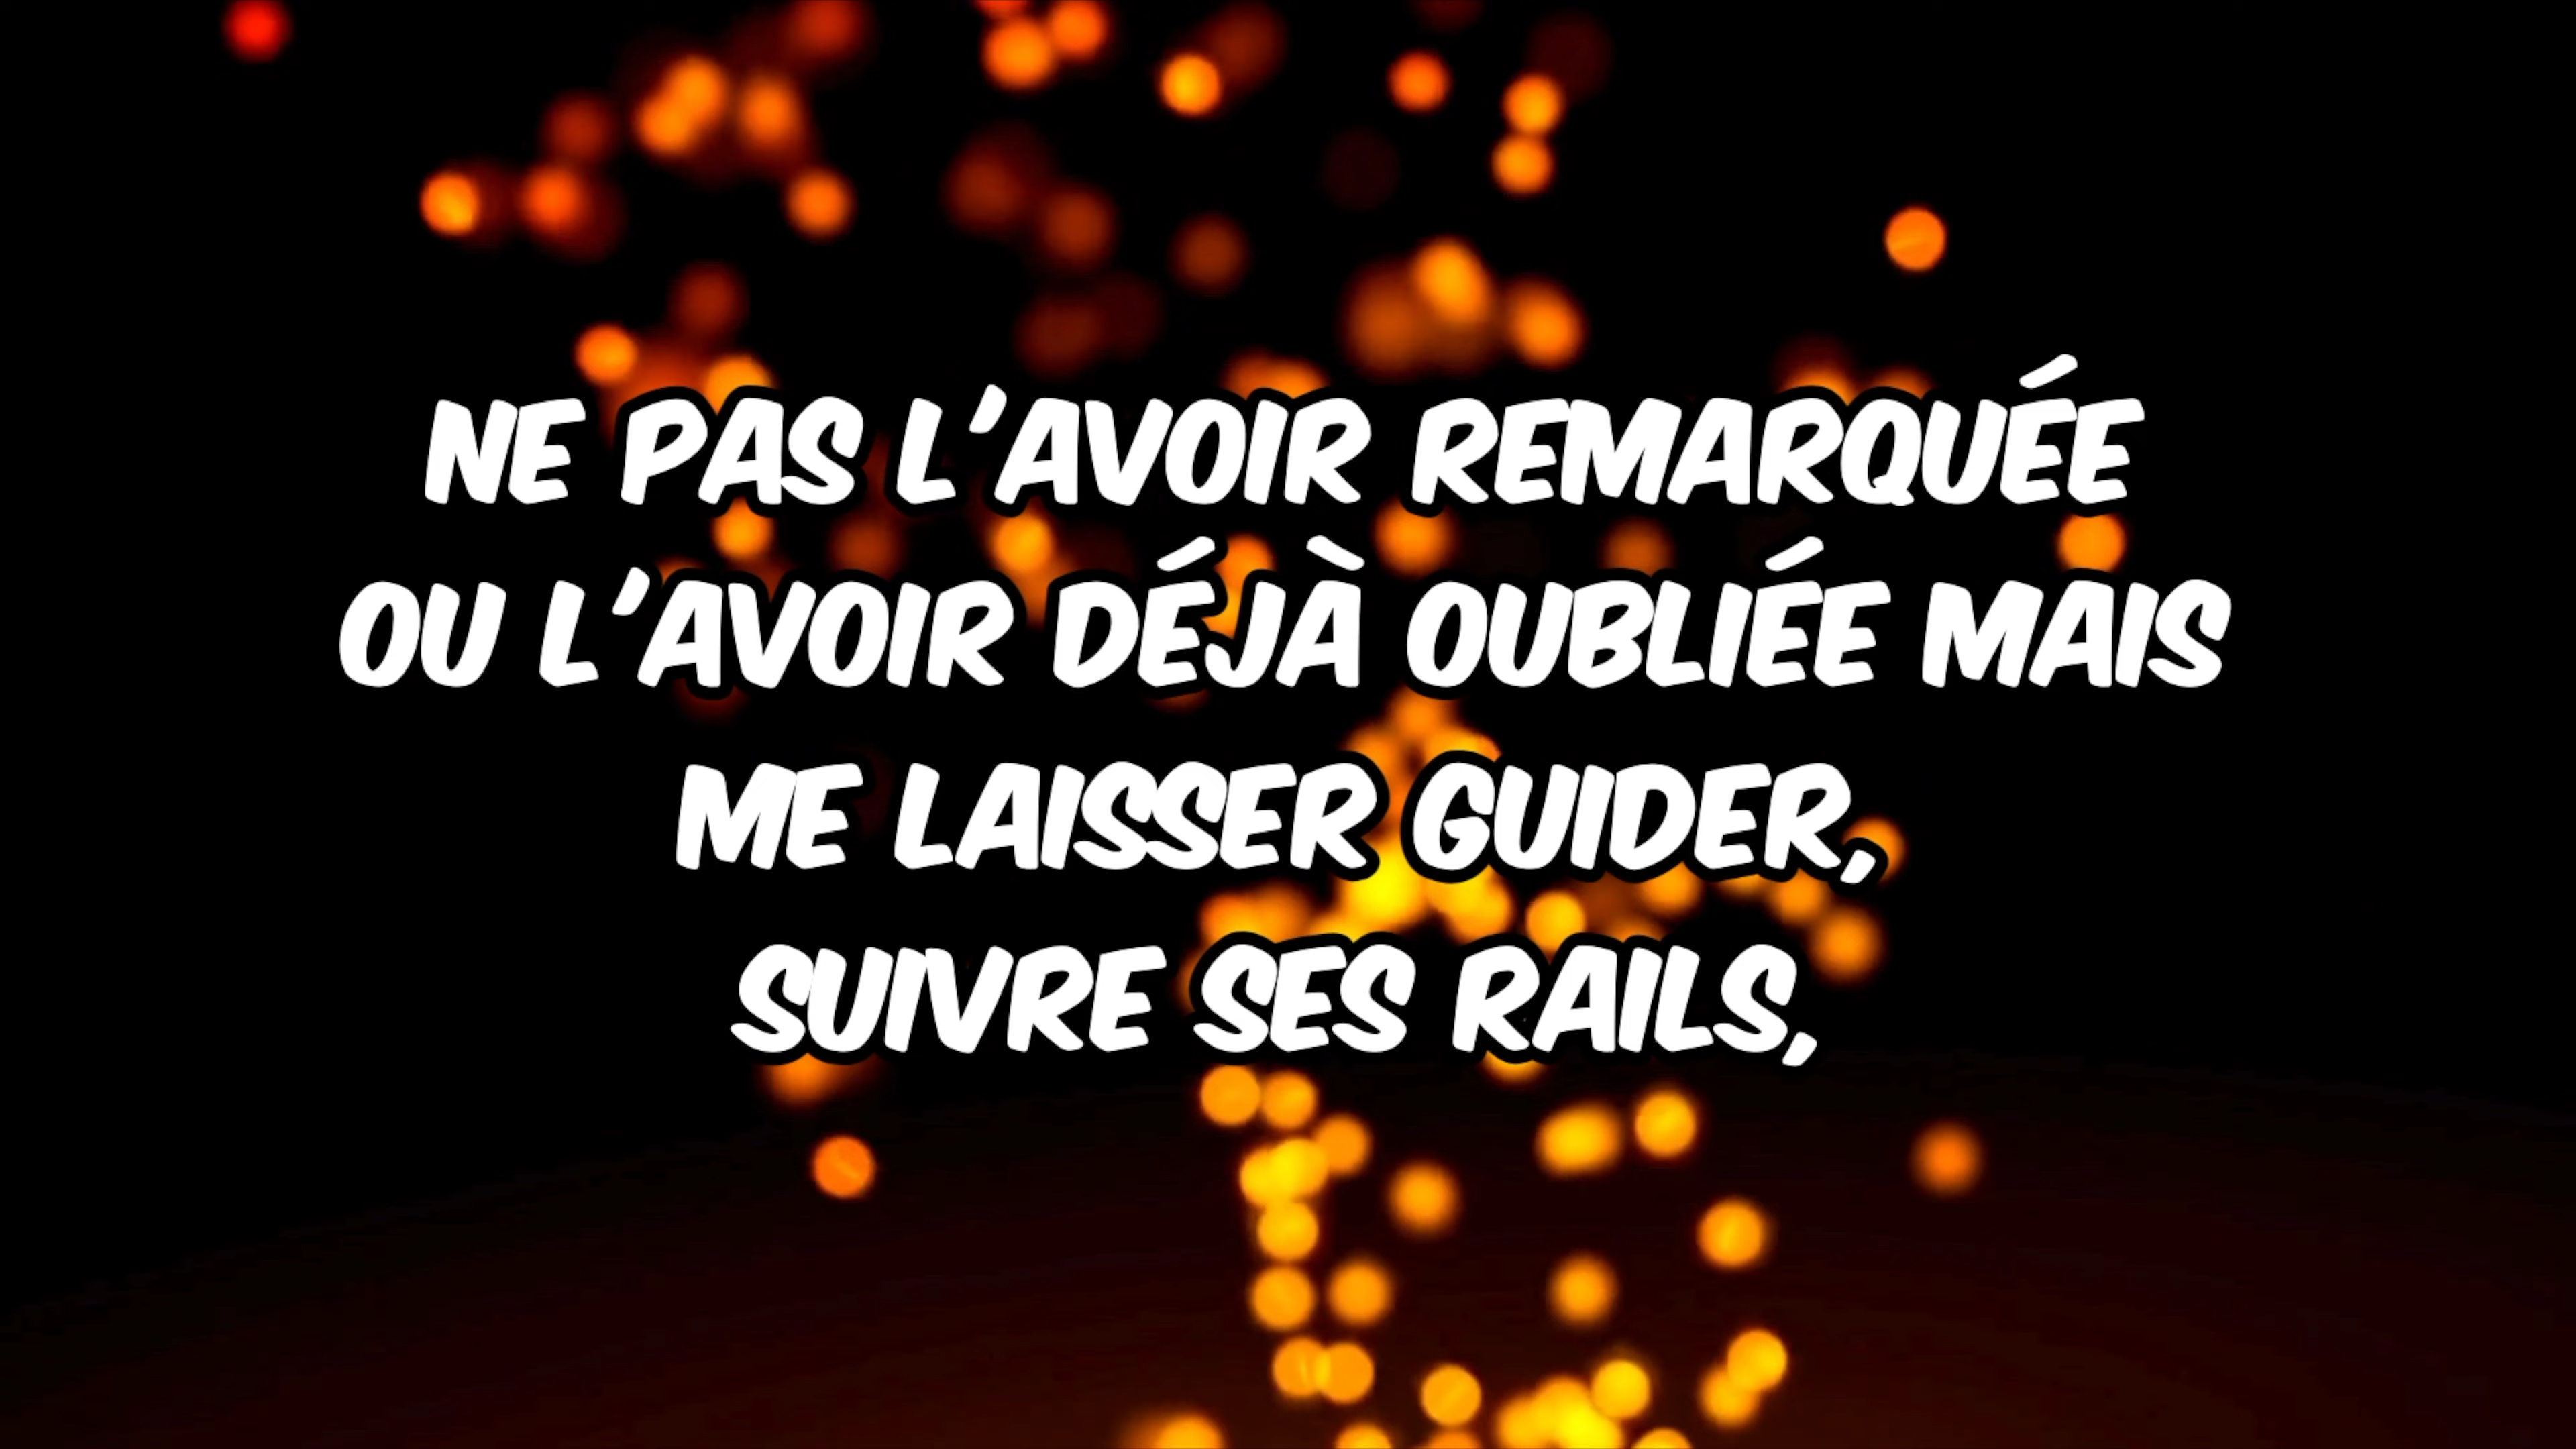 NE PAS L'AVOIR REMARQUÉE
OU L'AVOIR DÉJÀ OUBLIÉE MAIS
ME LAISSER GUIDER,
SUIVRE SES RAILS,